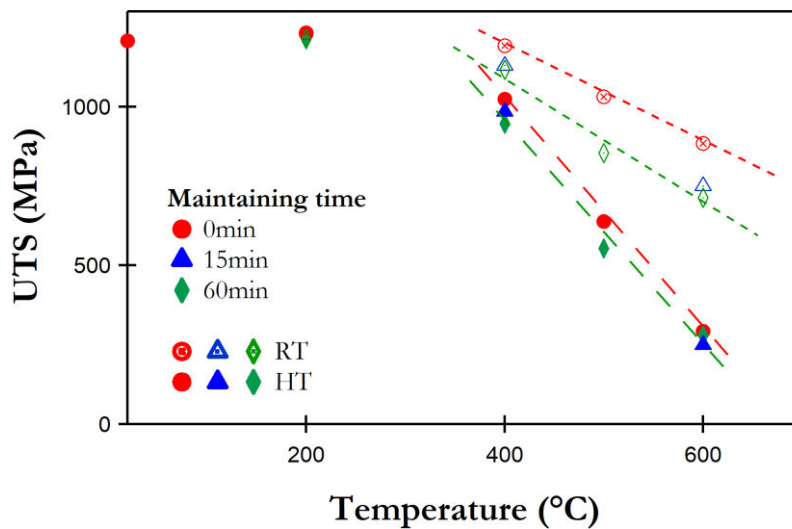 1000
500
0
UTS (MPa)
Maintaining time
0min
15min
60min
RT
HT
200
400
600
Temperature (°C)